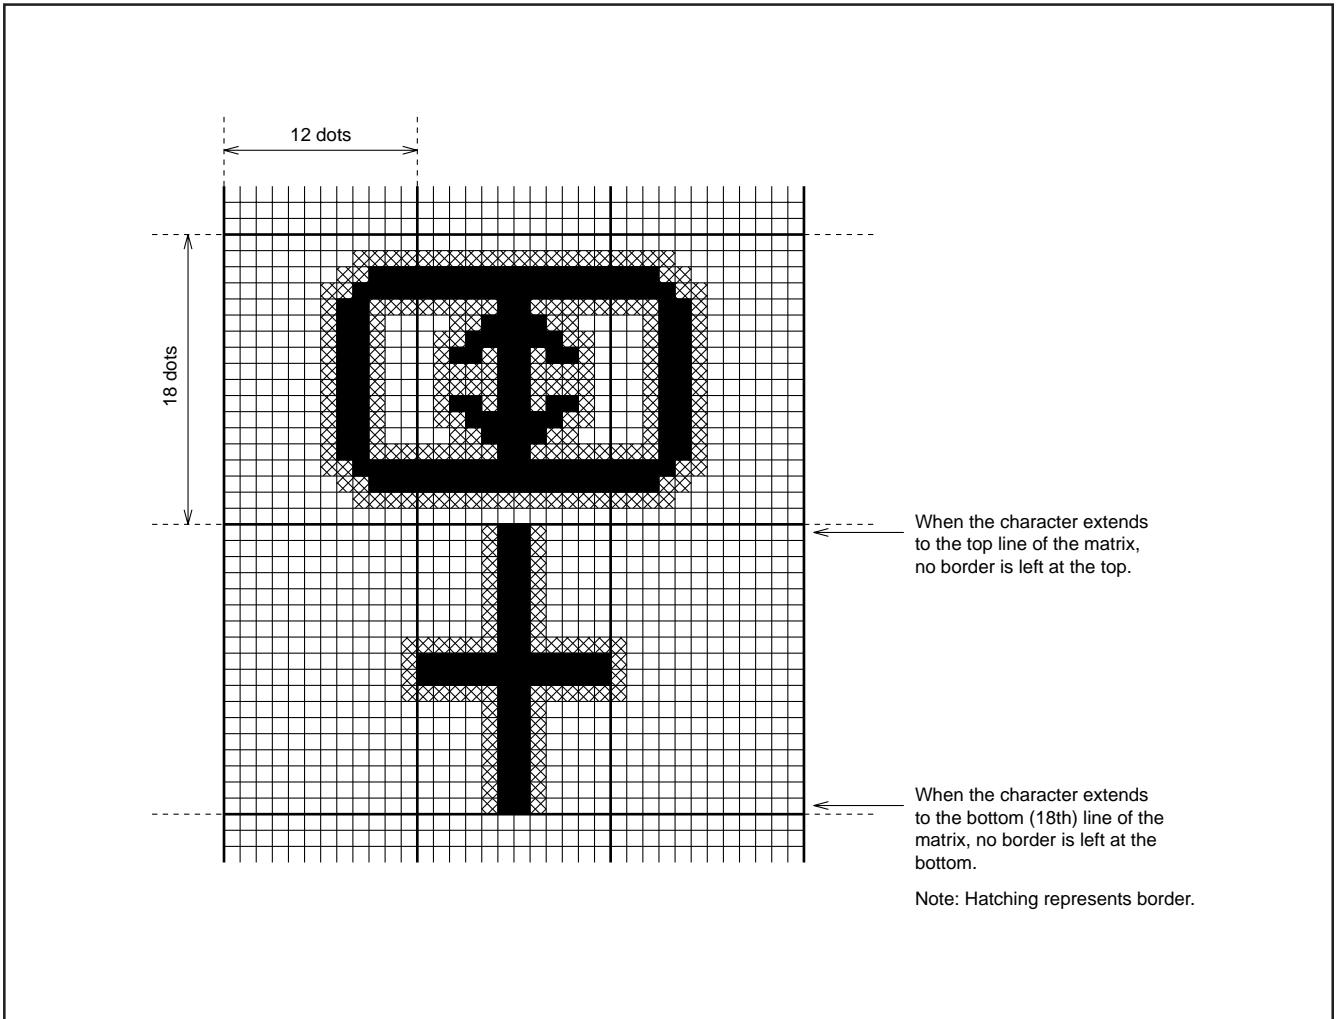 12 dots
18 dots
When the character extends
to the top line of the matrix,
no border is left at the top.
When the character extends
to the bottom (18th) line of the
matrix, no border is left at the
bottom.
Note: Hatching represents border.